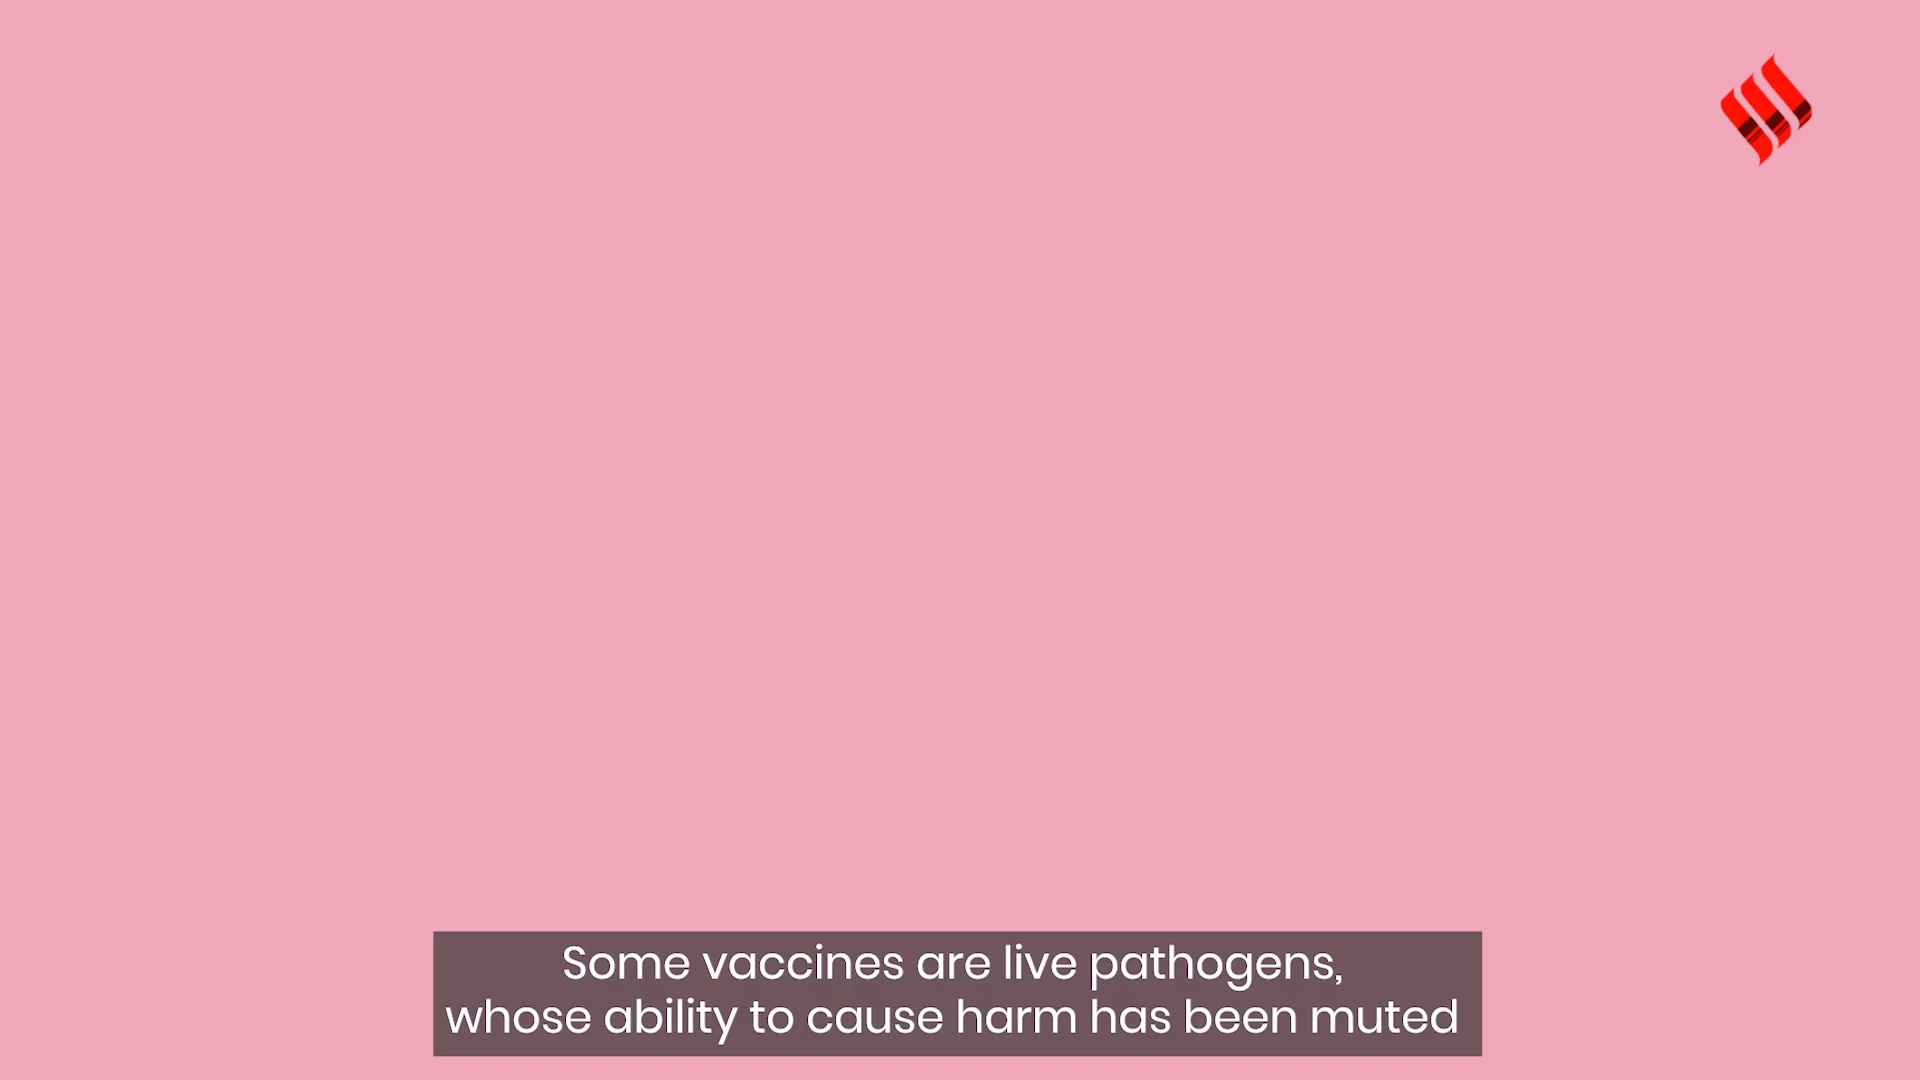 Some vaccines are live pathogens,
whose ability to cause harm has been muted